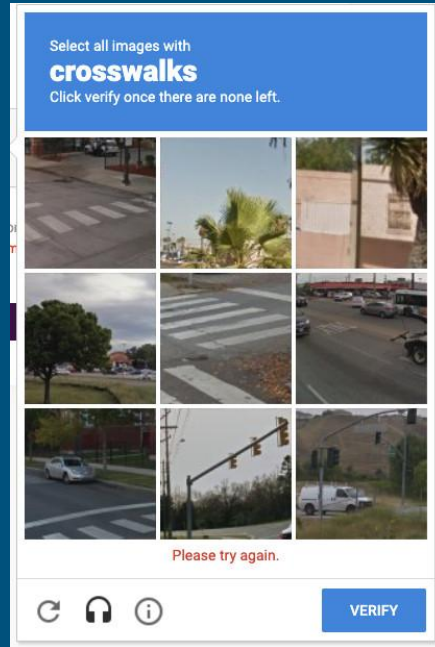 Select all images with
crosswalks
Click verify once there are none left.
Please try again.
VERIFY